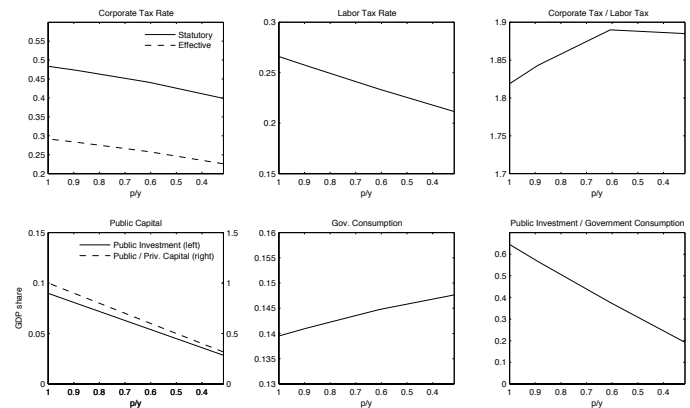 Corporate Tax Rate
Statutory
Effective
0.55
0.5
0.45
0.4
0.35
0.3
0.25
0.2
1 0.9 0.8 0.7 0.6 0.5 0.4
p/y
Labor Tax Rate
0.3
0.25
0.2
0.15
1 0.9 0.8 0.7 0.6 0.5 0.4
p/y
Corporate Tax / Labor Tax
1.9
1.85
1.8
1.75
1.7
1 0.9 0.8 0.7 0.6 0.5 0.4
p/y
Public Capital
Public Investment (left)
Public / Priv. Capital (right)
GDP share
0.15
0.1
0.05
0
1.5
1
0.5
0
1 0.9 0.8 0.7 0.6 0.4
p/y
Gov. Consumption
0.16
0.155
0.15
0.145
0.14
0.135
0.13
1 0.9 0.8 0.7 0.6 0.5 0.4
p/y
Public Investment / Government Consumption
0.6
0.5
0.4
0.3
0.2
0.1
0
1 0.9 0.8 0.7 0.6 0.5 0.4
p/y